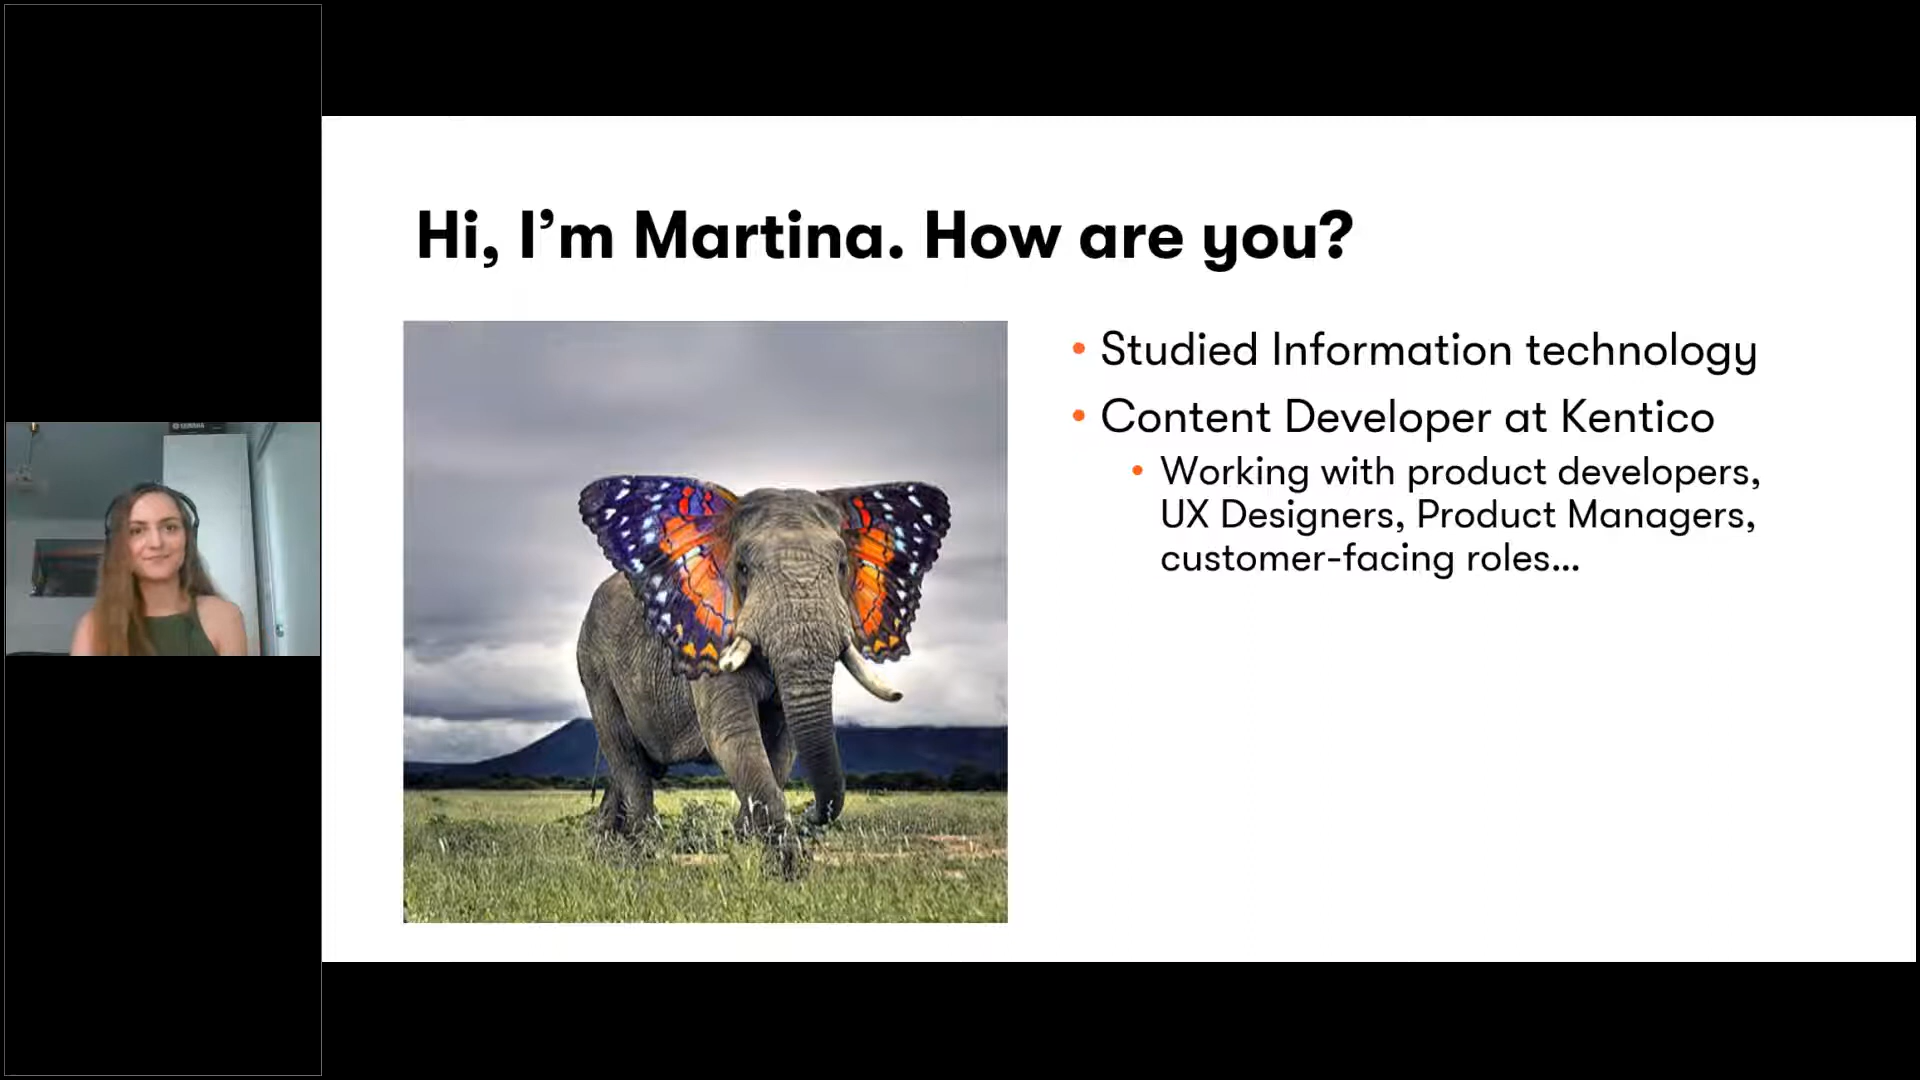 Hi, I’m Martina. How are you?
• Studied Information technology
• Content Developer at Kentico
• Working with product developers,
UX Designers, Product Managers,
customer-facing roles...
YAMAHA